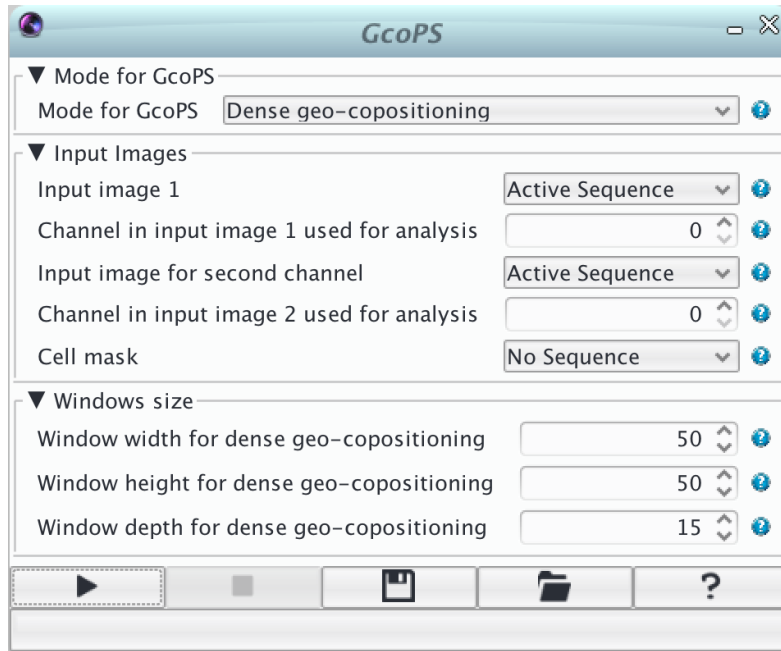 GcoPS
Mode for GcoPS
Mode for GcoPS Dense geo-copositioning
Input Images
Input image 1 Active Sequence
Channel in input image 1 used for analysis 0
Input image for second channel Active Sequence
Channel in input image 2 used for analysis 0
Cell mask No Sequence
Windows size
Window width for dense geo-copositioning 50
Window height for dense geo-copositioning 50
Window depth for dense geo-copositioning 15
?